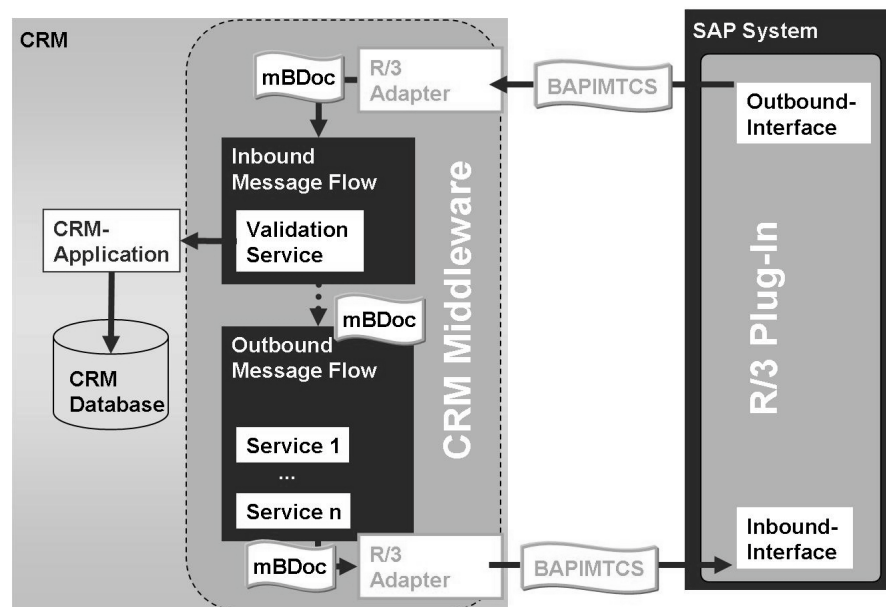 CRM
SAP System
mBDoc
R/3
Adapter
BAPIMTCS
Outbound-
Interface
Inbound
Message Flow
Validation
Service
CRM-
Application
mBDoc
Outbound
Message Flow
CRM
Database
CRM Middleware
R/3 Plug-In
Service 1
...
Service n
mBDoc
R/3
Adapter
BAPIMTCS
Inbound-
Interface